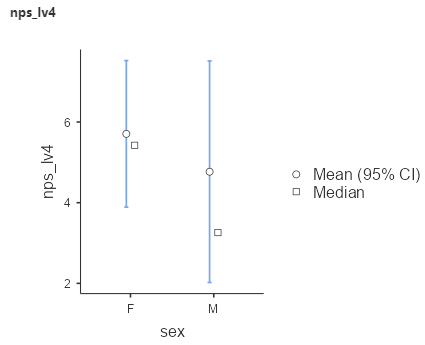 nps_lv4
6
4
2
nps_lv4
F
M
sex
Mean (95% CI)
Median